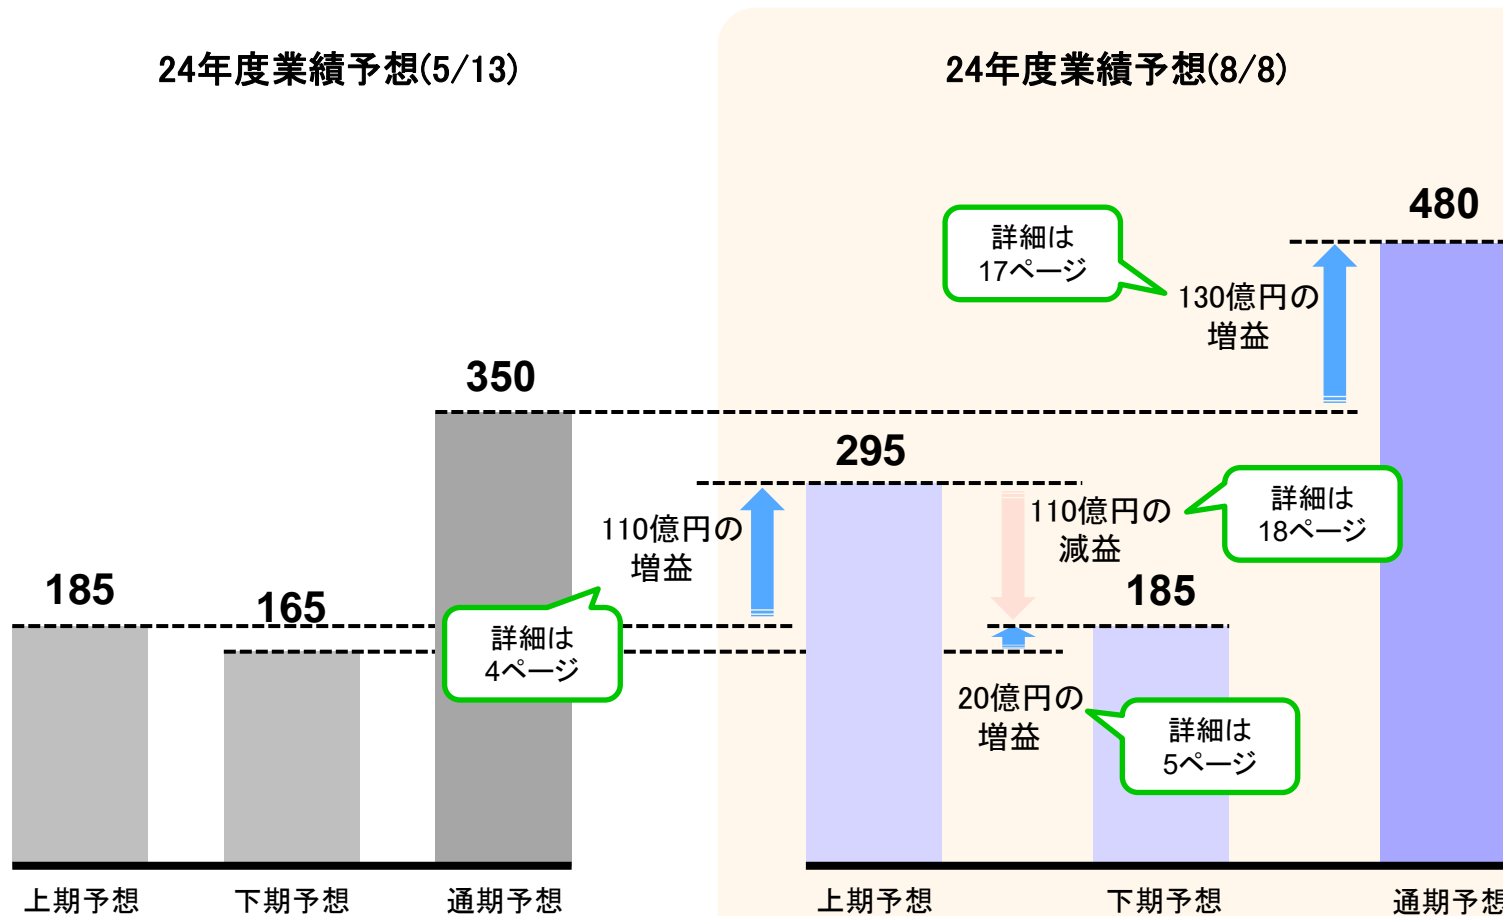 24年度業績予想(5/13)
185
165
350
詳細は
4ページ
上期予想
下期予想
通期予想
24年度業績予想(8/8)
480
詳細は
17ページ
130億円の
増益
295
110億円の
増益
110億円の
減益
詳細は
18ページ
185
20億円の
増益
詳細は
5ページ
上期予想
下期予想
通期予想